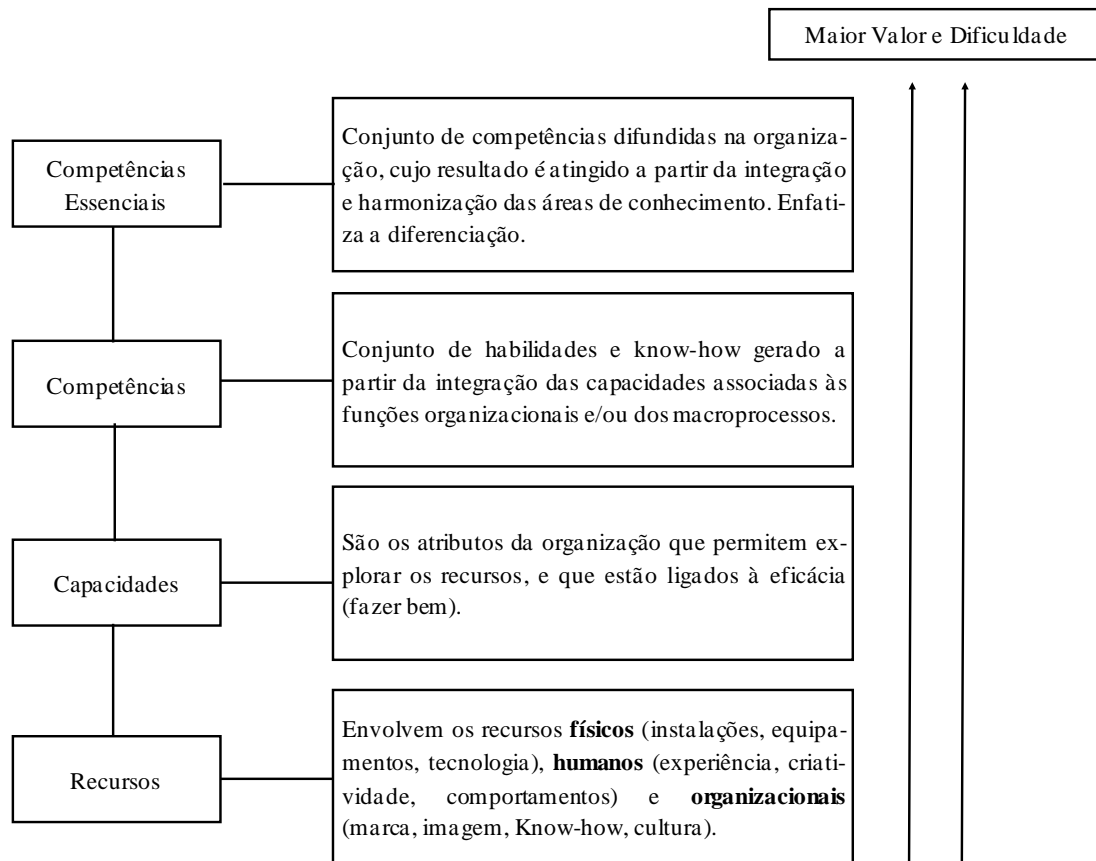 Maior Valor e Dificuldade
Competências
Essenciais
Conjunto de competências difundidas na organiza-
ção, cujo resultado é atingido a partir da integração
e harmonização das áreas de conhecimento. Enfati-
za a diferenciação.
Competências
Conjunto de habilidades e know-how gerado a
partir da integração das capacidades associadas às
funções organizacionais e/ou dos macroprocessos.
Capacidades
São os atributos da organização que permitem ex-
plorar os recursos, e que estão ligados à eficácia
(fazer bem).
Recursos
Envolvem os recursos físicos (instalações, equipa-
mentos, tecnologia), humanos (experiência, criati-
vidade, comportamentos) e organizacionais
(marca, imagem, Know-how, cultura).